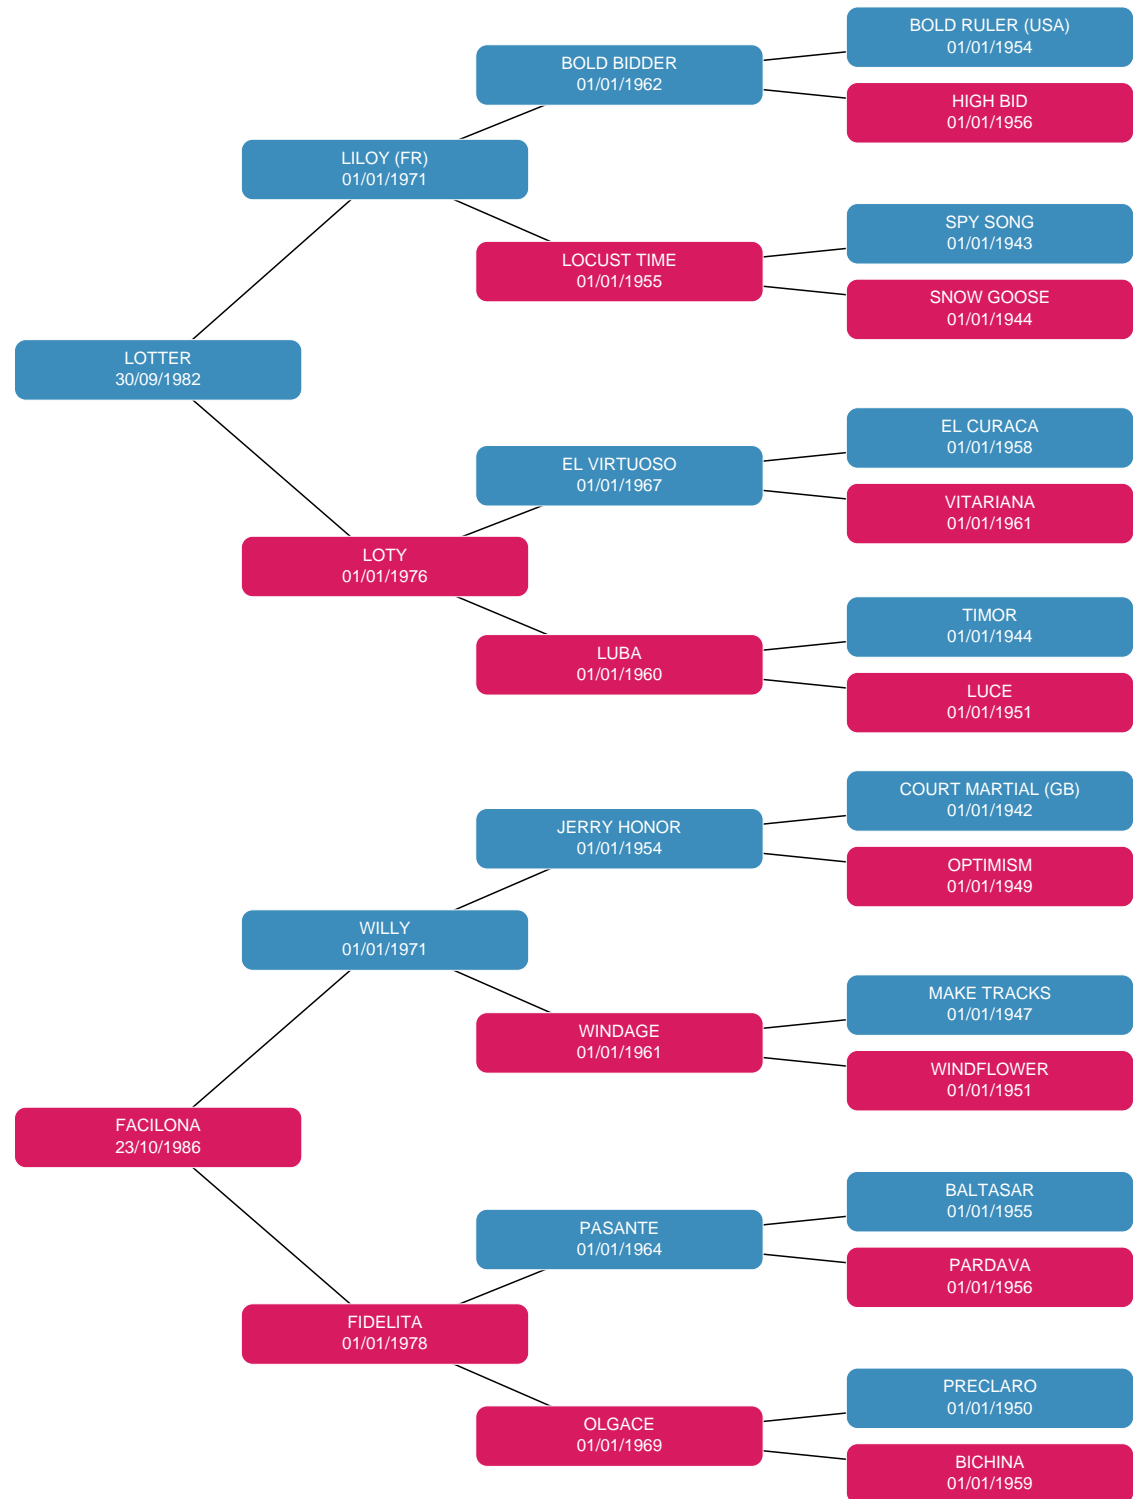 BOLD RULER (USA)
01/01/1954
BOLD BIDDER
01/01/1962
HIGH BID
01/01/1956
LILOY (FR)
01/01/1971
SPY SONG
01/01/1943
LOCUST TIME
01/01/1955
SNOW GOOSE
01/01/1944
LOTTER
30/09/1982
EL CURACA
01/01/1958
EL VIRTUOSO
01/01/1967
VITARIANA
01/01/1961
LOTY
01/01/1976
TIMOR
01/01/1944
LUBA
01/01/1960
LUCE
01/01/1951
COURT MARTIAL (GB)
01/01/1942
JERRY HONOR
01/01/1954
OPTIMISM
01/01/1949
WILLY
01/01/1971
MAKE TRACKS
01/01/1947
WINDAGE
01/01/1961
WINDFLOWER
01/01/1951
FACILONA
23/10/1986
BALTASAR
01/01/1955
PASANTE
01/01/1964
PARDAVA
01/01/1956
FIDELITA
01/01/1978
PRECLARO
01/01/1950
OLGACE
01/01/1969
BICHINA
01/01/1959